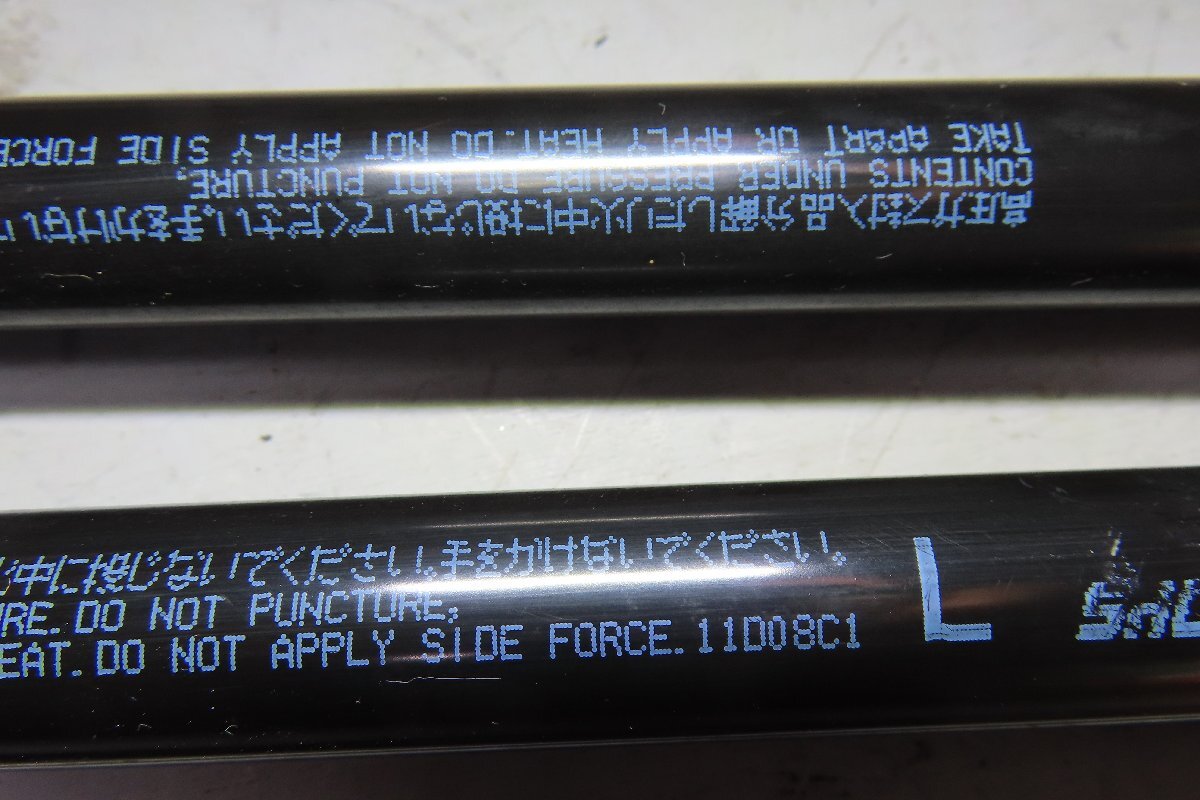 高圧ガス封入品分解したり火中に投じないでください。手をかけない
CONTENTS UNDER PRESSURE.DO NOT PUNCTURE,
TAKE APART OR APPLY HEAT.DO NOT APPLY SIDE FORCE
中に投じないでください。手をかけないでください。
URE.DO NOT PUNCTURE,
EAT.DO NOT APPLY SIDE FORCE.11D08C1
L